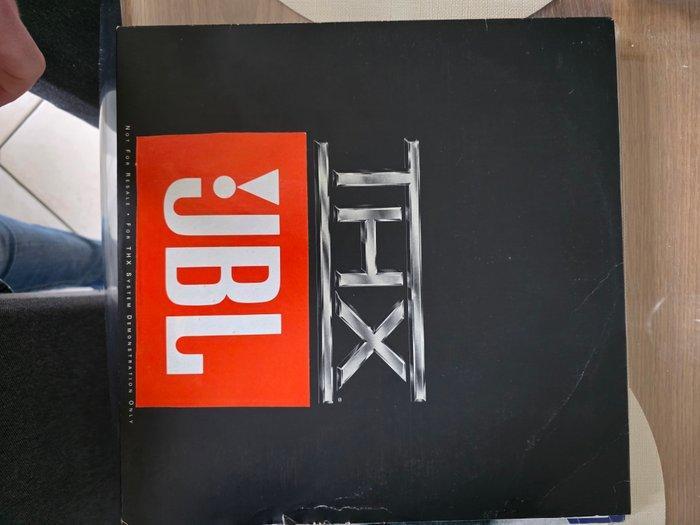 THX
JBL
NOT FOR RESALE • FOR THX SYSTEM DEMONSTRATION ONLY